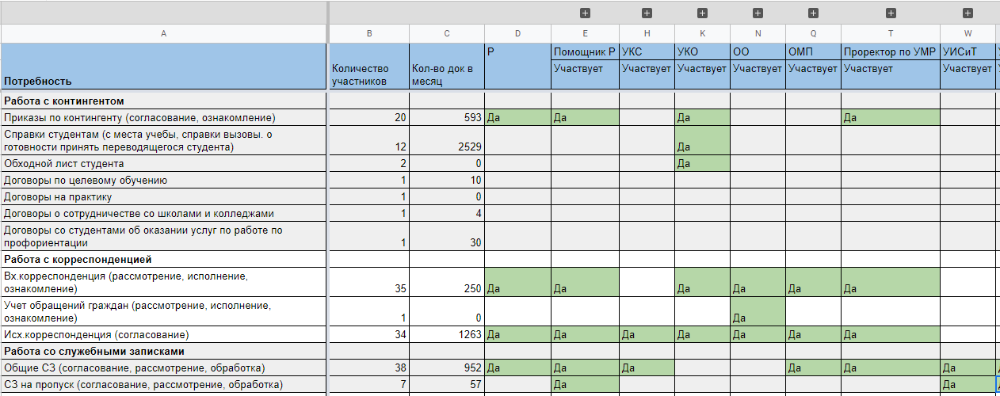 A B C D E H K N Q T W
Р Помощник Р УКС УКО ОО ОМП Проректор по УМР УИСиТ
Потребность Количество участников Кол-во док в месяц Участвует Участвует Участвует Участвует Участвует Участвует Участвует
Работа с контингентом
Приказы по контингенту (согласование, ознакомление) 20 593 Да Да Да Да
Справки студентам (с места учебы, справки вызовы. о
готовности принять переводящегося студента) 12 2529 Да
Обходной лист студента 2 0 Да
Договоры по целевому обучению 1 10
Договоры на практику 1 0
Договоры о сотрудничестве со школами и колледжами 1 4
Договоры со студентами об оказании услуг по работе по
профориентации 1 30
Работа с корреспонденцией
Вх.корреспонденция (рассмотрение, исполнение,
ознакомление) 35 250 Да Да Да Да Да Да
Учет обращений граждан (рассмотрение, исполнение,
ознакомление) 1 0 Да
Исх.корреспонденция (согласование) 34 1263 Да Да Да Да Да Да Да
Работа со служебными записками
Общие СЗ (согласование, рассмотрение, обработка) 38 952 Да Да Да Да Да Да
СЗ на пропуск (согласование, рассмотрение, обработка) 7 57 Да Да